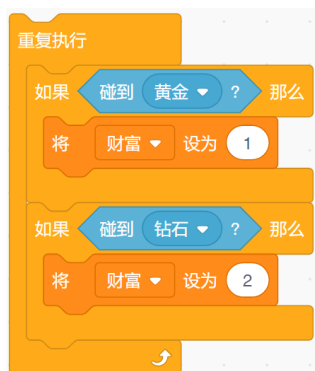 重复执行
如果 碰到 黄金 ? 那么
将 财富 设为 1
如果 碰到 钻石 ? 那么
将 财富 设为 2